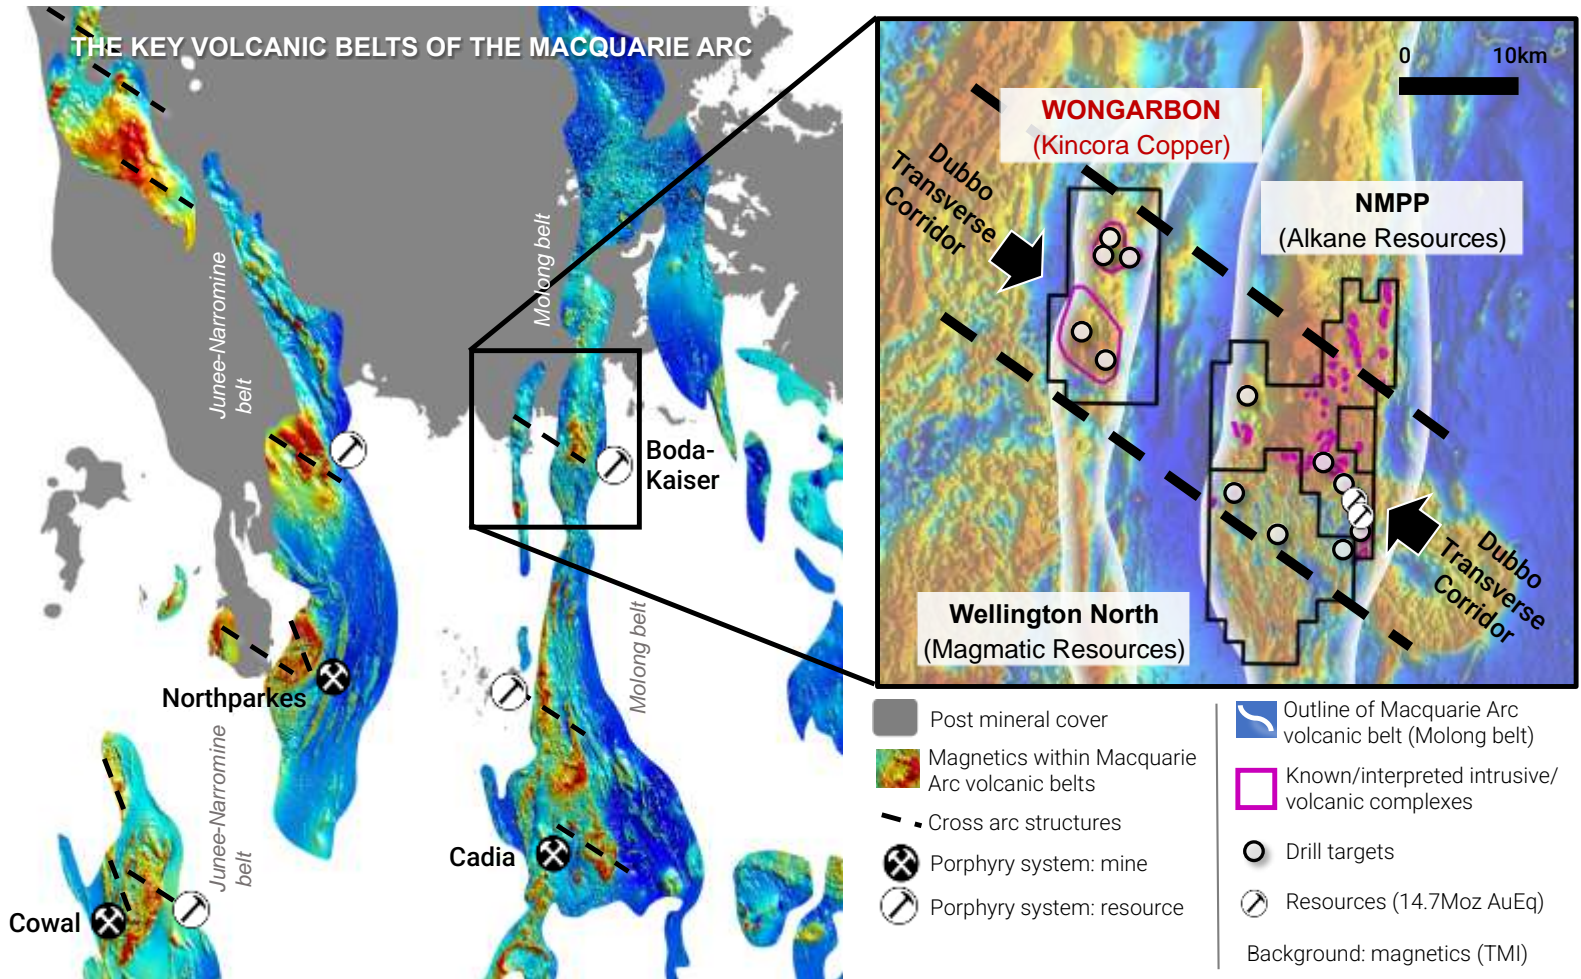 THE KEY VOLCANIC BELTS OF THE MACQUARIE ARC
Junee-Narromine
belt
Molong belt
Boda-
Kaiser
Northparkes
Junee-Narromine
belt
Molong belt
Cadia
Cowal
0 10km
WONGARBON
(Kincora Copper)
Dubbo
Transverse
Corridor
NMPP
(Alkane Resources)
Wellington North
(Magmatic Resources)
Dubbo
Transverse
Corridor
Post mineral cover
Magnetics within Macquarie
Arc volcanic belts
Cross arc structures
Porphyry system: mine
Porphyry system: resource
Outline of Macquarie Arc
volcanic belt (Molong belt)
Known/interpreted intrusive/
volcanic complexes
Drill targets
Resources (14.7Moz AuEq)
Background: magnetics (TMI)